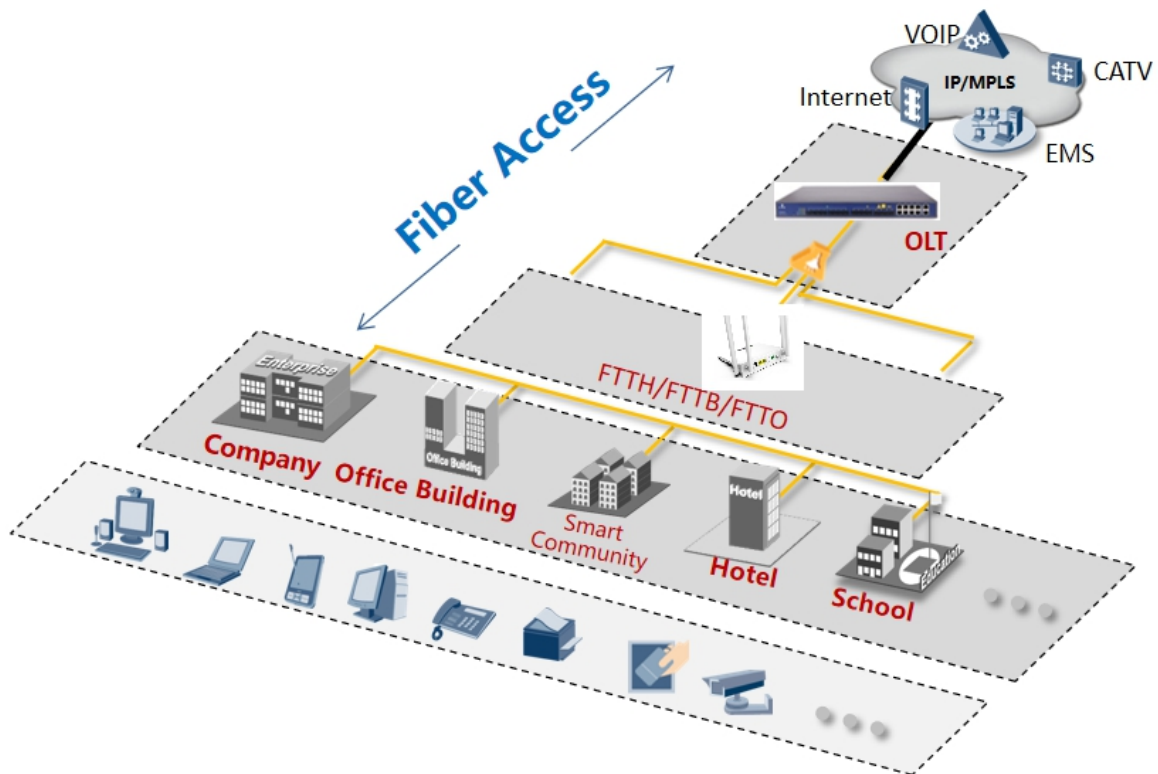 VOIP
CATV
IP/MPLS
Internet
EMS
Fiber Access
OLT
FTTH/FTTB/FTTO
Enterprise
Office Building
Company
Office Building
Hotel
Smart
Community
Hotel
Education
School